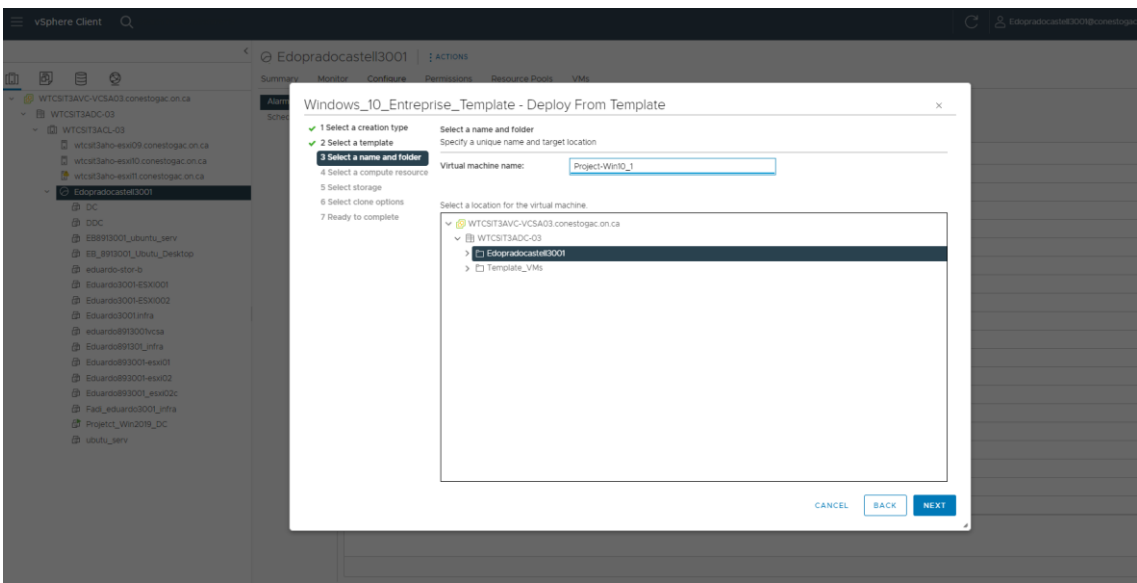 vSphere Client
Edopradocastell3001@conestogac
Edopradocastell3001
ACTIONS
Summary Monitor Configure Permissions Resource Pools VMs
WTCSIT3AVC-VCSA03.conestogac.on.ca
WTCSIT3ADC-03
WTCSIT3ACL-03
wtcsit3aho-esxi09.conestogac.on.ca
wtcsit3aho-esxi10.conestogac.on.ca
wtcsit3aho-esxi11.conestogac.on.ca
Edopradocastell3001
DC
DDC
EB8913001_ubuntu_serv
EB_8913001_Ubutu_Desktop
eduardo-stor-b
Eduardo3001-ESXI001
Eduardo3001-ESXI002
Eduardo3001.infra
eduardo8913001vcsa
Eduardo891301_infra
Eduardo893001-esxi01
Eduardo893001-esxi02
Eduardo893001_esxi02c
Fadi_eduardo3001_infra
Projetct_Win2019_DC
ubutu_serv
Alarm
Sched
Windows_10_Entreprise_Template - Deploy From Template
1 Select a creation type
2 Select a template
3 Select a name and folder
4 Select a compute resource
5 Select storage
6 Select clone options
7 Ready to complete
Select a name and folder
Specify a unique name and target location
Virtual machine name: Project-Win10_1
Select a location for the virtual machine.
WTCSIT3AVC-VCSA03.conestogac.on.ca
WTCSIT3ADC-03
Edopradocastell3001
Template_VMs
CANCEL BACK NEXT